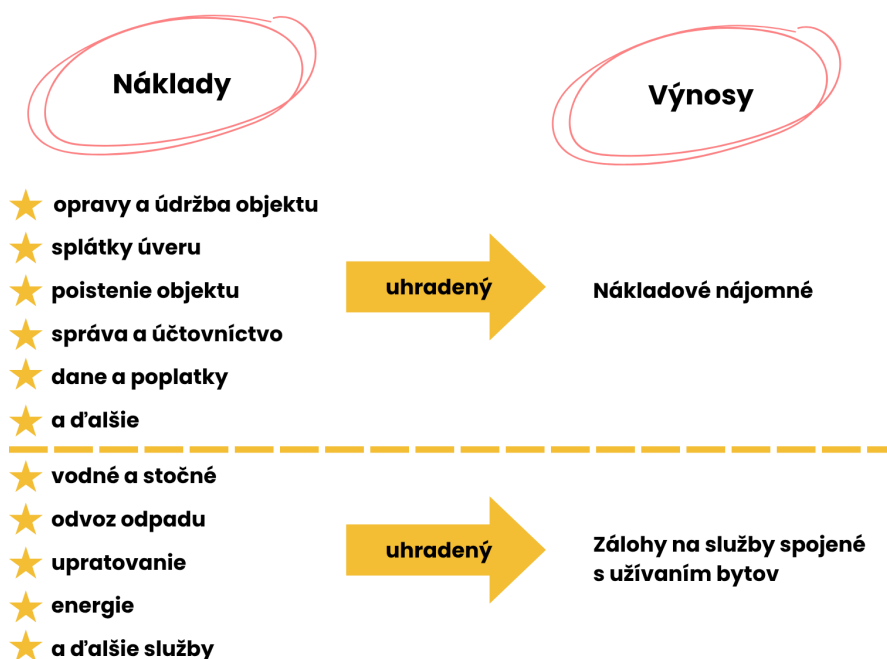 Náklady
Výnosy
opravy a údržba objektu
splátky úveru
poistenie objektu
správa a účtovníctvo
dane a poplatky
a ďalšie
uhradený
Nákladové nájomné
vodné a stočné
odvoz odpadu
upratovanie
energie
a ďalšie služby
uhradený
Zálohy na služby spojené
s užívaním bytov